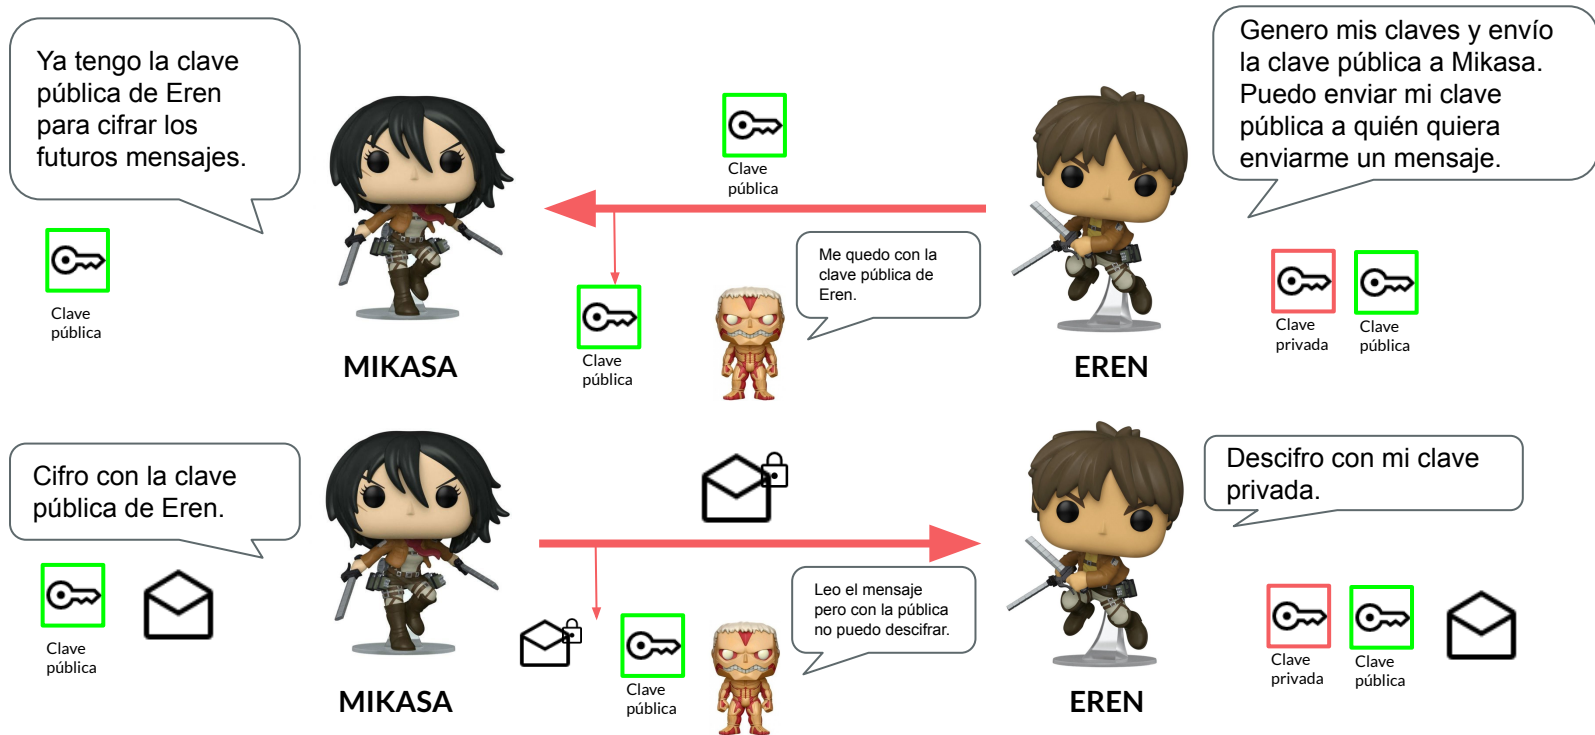 Ya tengo la clave
pública de Eren
para cifrar los
futuros mensajes.
Clave
pública
MIKASA
Clave
pública
Clave
pública
Me quedo con la
clave pública de
Eren.
EREN
Genero mis claves y envío
la clave pública a Mikasa.
Puedo enviar mi clave
pública a quién quiera
enviarme un mensaje.
Clave
privada
Clave
pública
Cifro con la clave
pública de Eren.
Clave
pública
MIKASA
Clave
pública
Leo el mensaje
pero con la pública
no puedo descifrar.
EREN
Descifro con mi clave
privada.
Clave
privada
Clave
pública